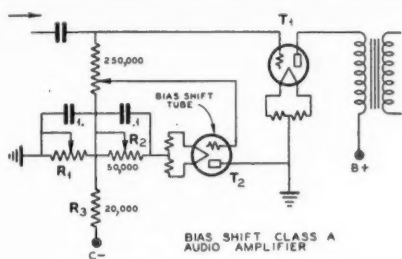 T1
250,000
BIAS SHIFT
TUBE
.1
R2
R1
50,000
T2
B+
R3
20,000
C-
BIAS SHIFT CLASS A
AUDIO AMPLIFIER